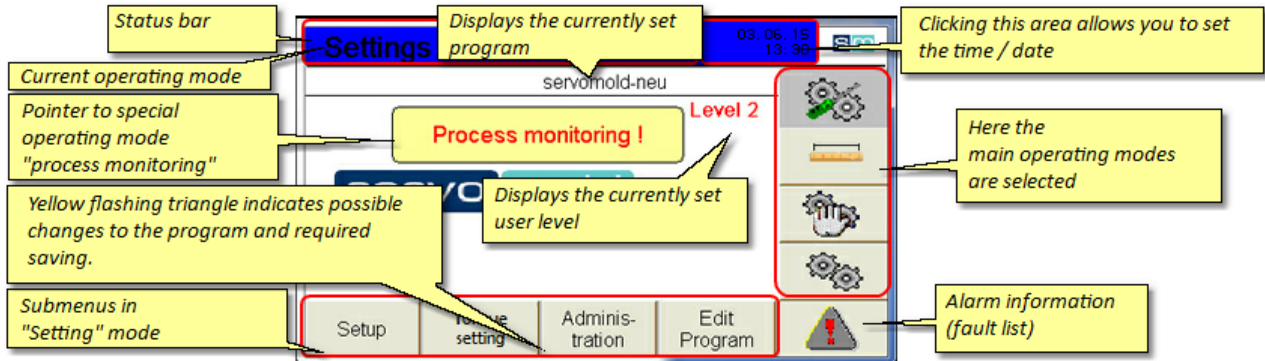 Status bar
Displays the currently set
program
Clicking this area allows you to set
the time / date
Settings
03. 06. 15
Current operating mode
servomold-neu
Pointer to special
operating mode
"process monitoring"
Level 2
Process monitoring !
Here the
main operating modes
are selected
Displays the currently set
user level
Yellow flashing triangle indicates possible
changes to the program and required
saving.
Submenus in
"Setting" mode
Setup
setting
Adminis-
tration
Edit
Program
Alarm information
(fault list)